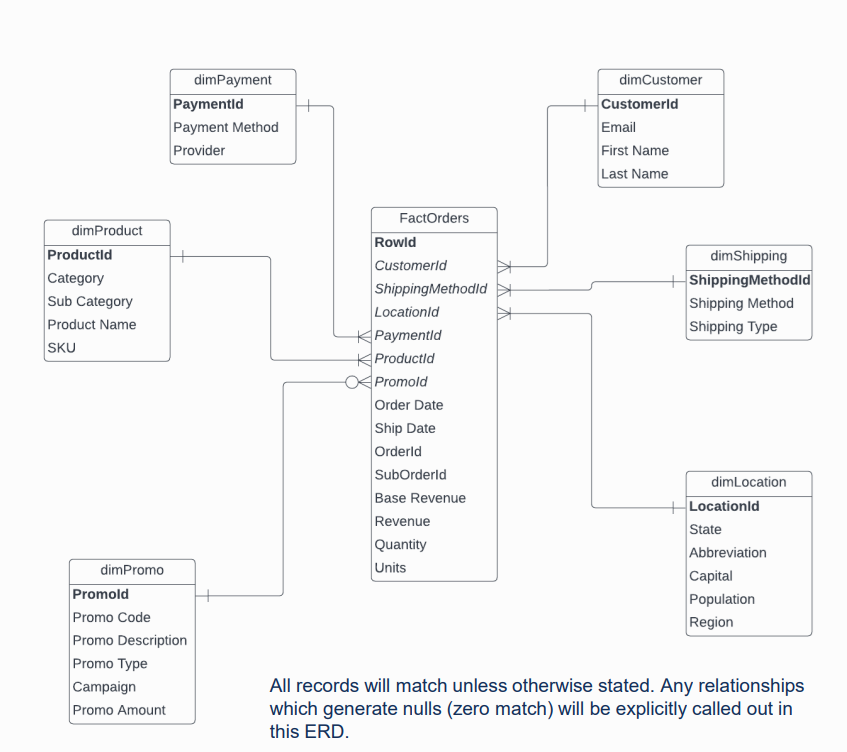 dimPayment
PaymentId
Payment Method
Provider
dimCustomer
CustomerId
Email
First Name
Last Name
dimProduct
ProductId
Category
Sub Category
Product Name
SKU
FactOrders
RowId
CustomerId
ShippingMethodId
LocationId
PaymentId
ProductId
PromoId
Order Date
Ship Date
OrderId
SubOrderId
Base Revenue
Revenue
Quantity
Units
dimShipping
ShippingMethodId
Shipping Method
Shipping Type
dimLocation
LocationId
State
Abbreviation
Capital
Population
Region
dimPromo
PromoId
Promo Code
Promo Description
Promo Type
Campaign
Promo Amount
All records will match unless otherwise stated. Any relationships
which generate nulls (zero match) will be explicitly called out in
this ERD.